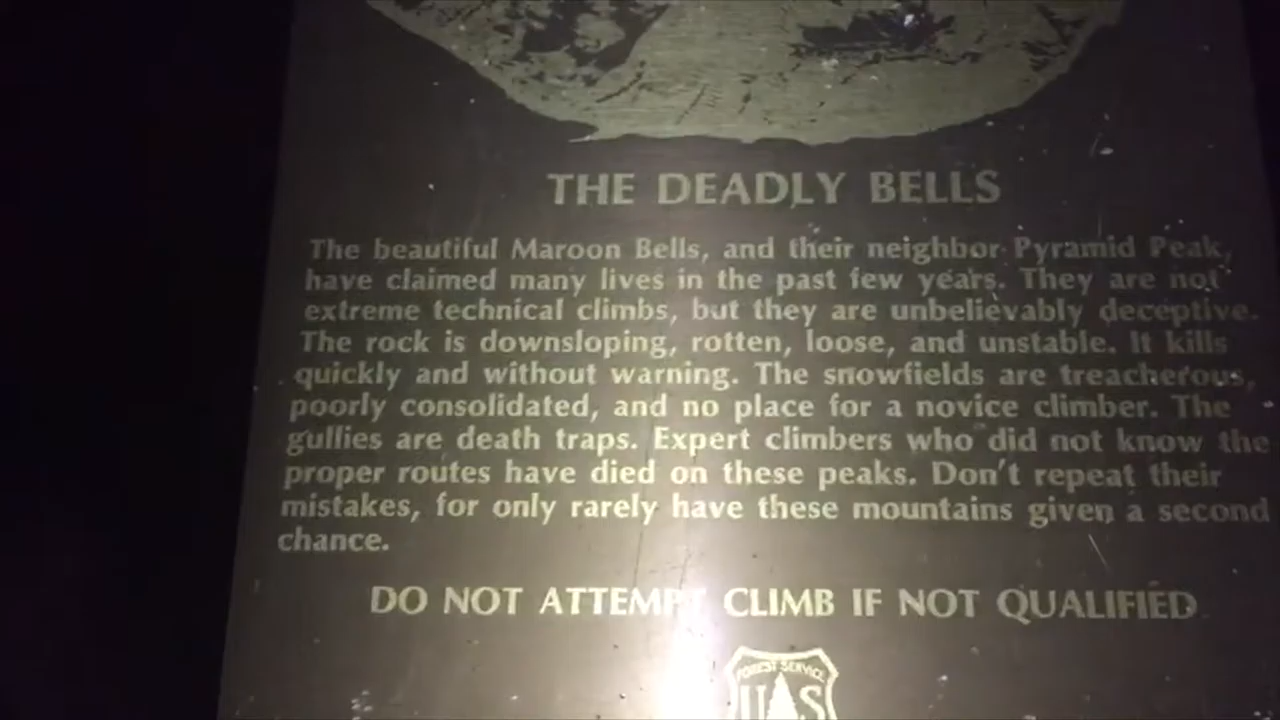 THE DEADLY BELLS
The beautiful Maroon Bells, and their neighbor Pyramid Peak,
have claimed many lives in the past few years. They are not
extreme technical climbs, but they are unbelievably deceptive.
The rock is downsloping, rotten, loose, and unstable. It kills
quickly and without warning. The snowfields are treacherous,
poorly consolidated, and no place for a novice climber. The
gullies are death traps. Expert climbers who did not know the
proper routes have died on these peaks. Don't repeat their
mistakes, for only rarely have these mountains given a second
chance.
DO NOT ATTEMPT CLIMB IF NOT QUALIFIED
FOREST SERVICE
U S